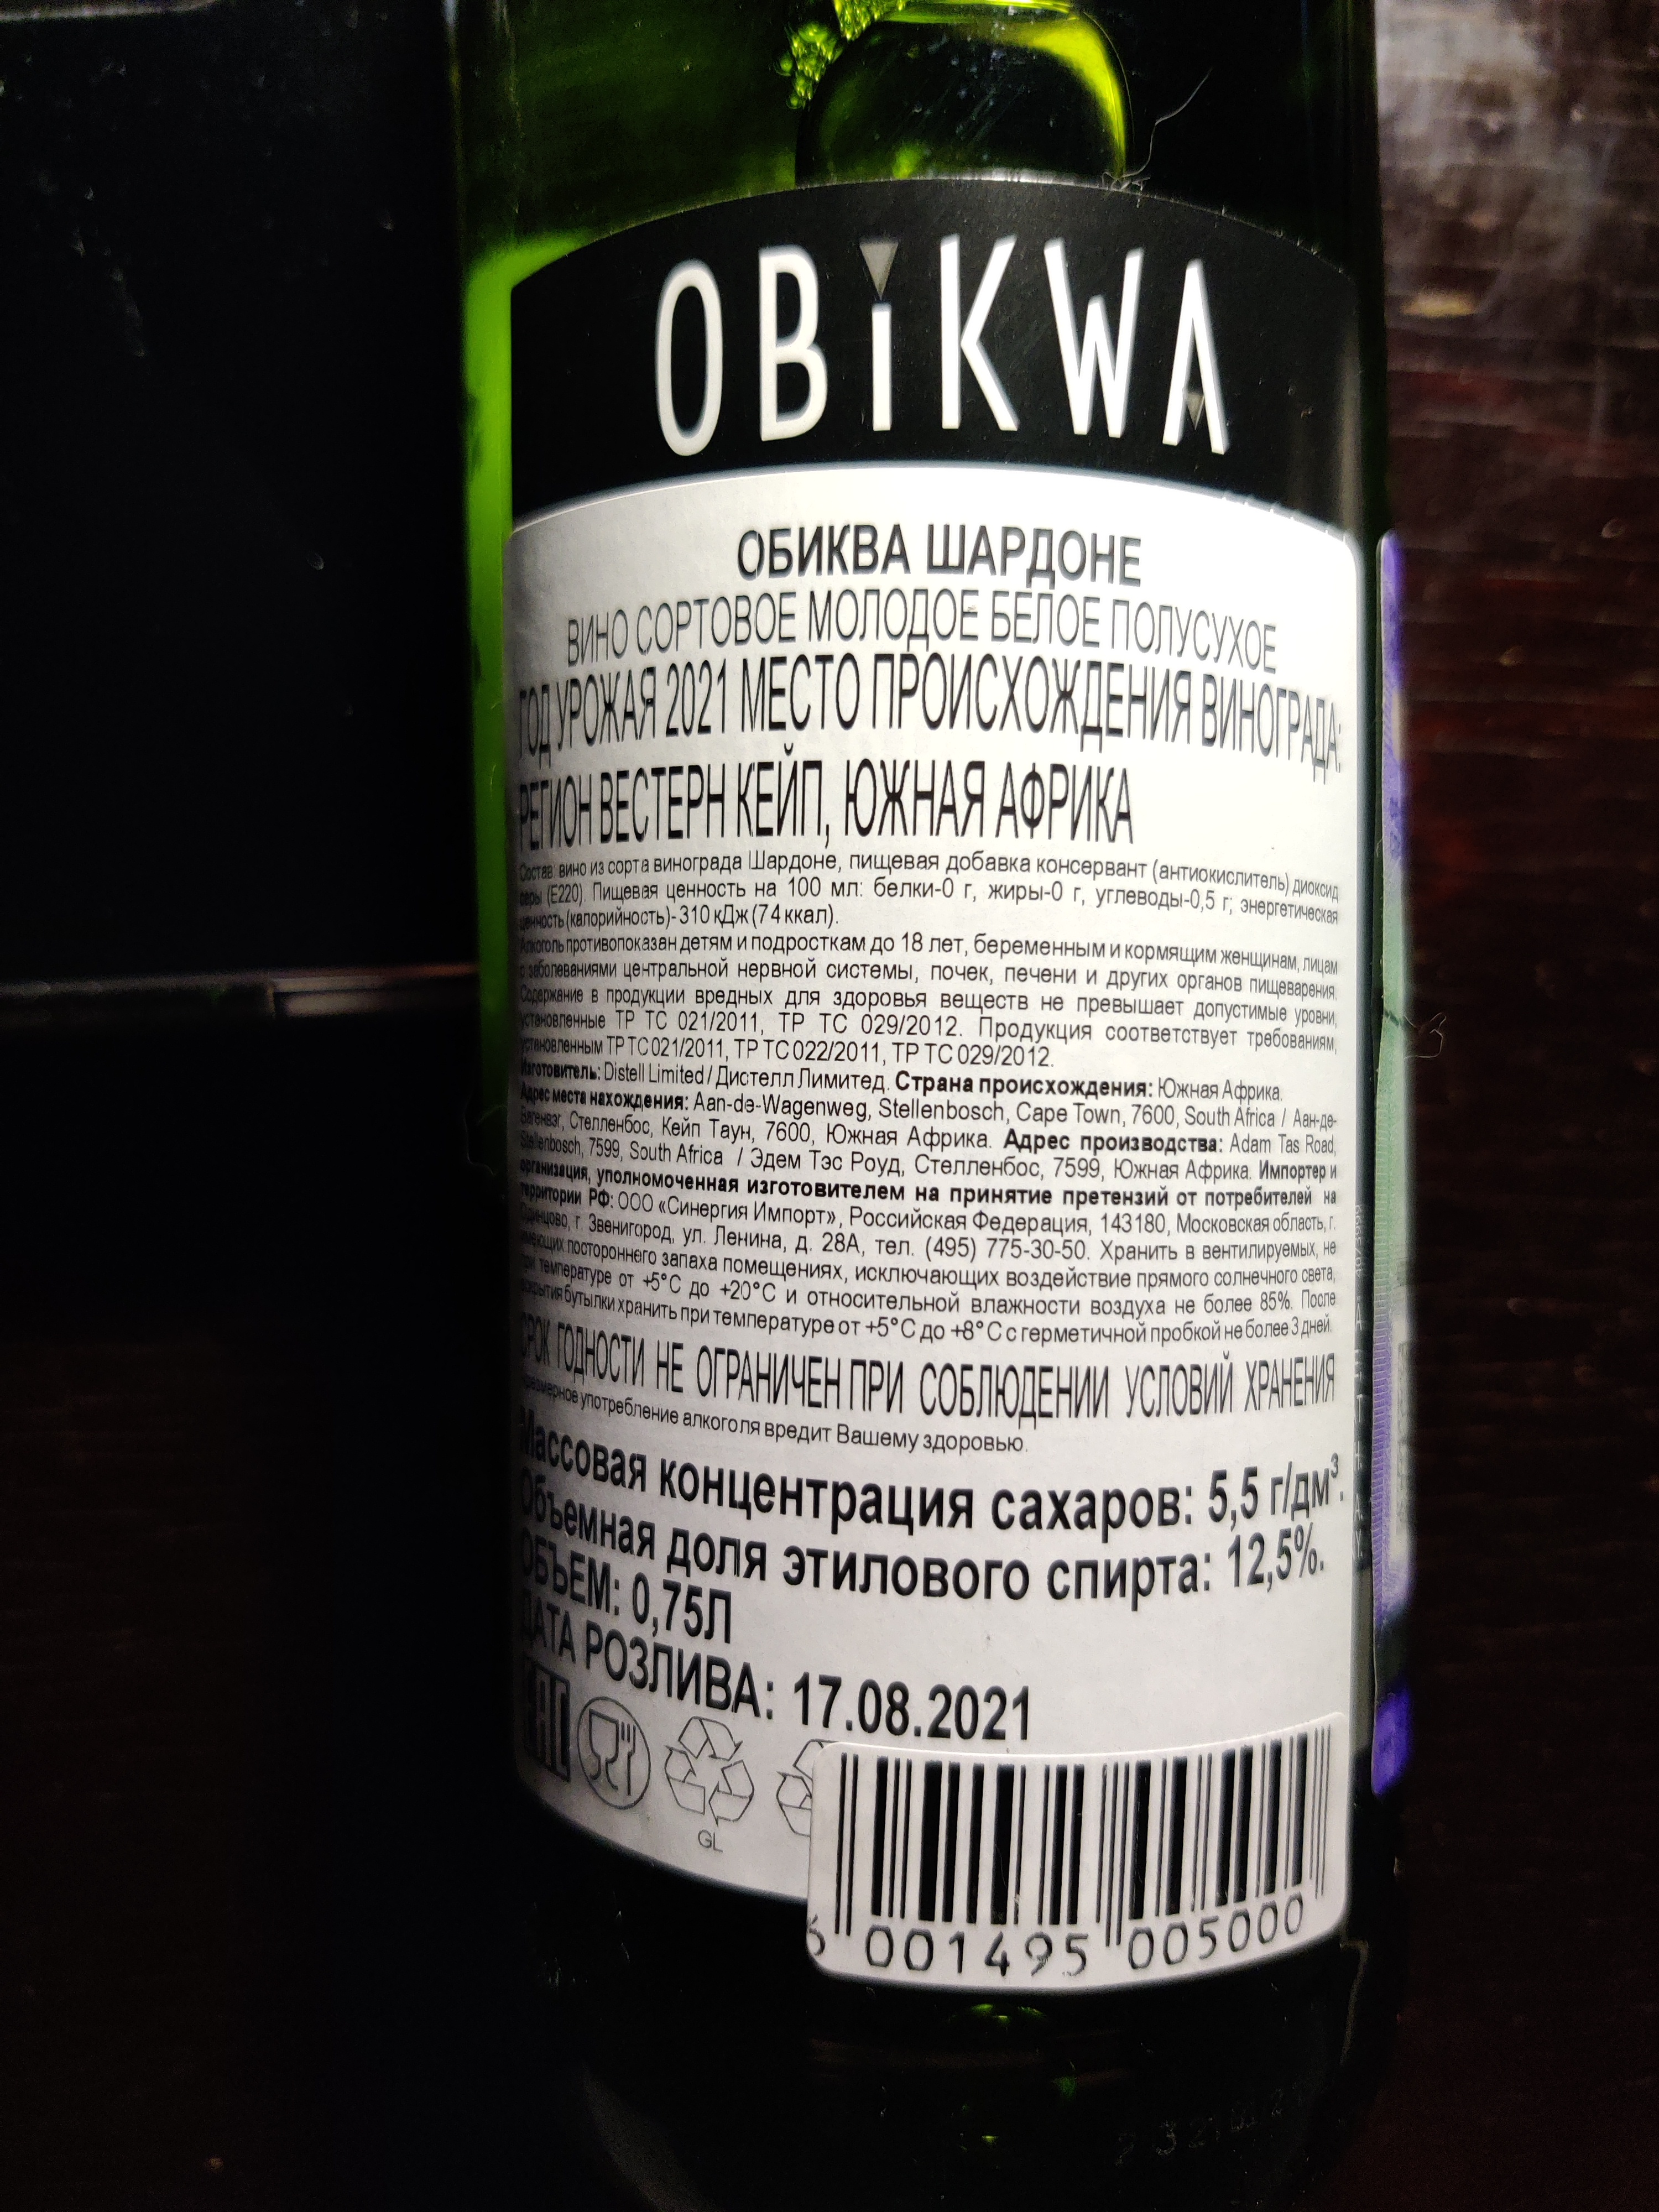 OBiKWA
ОБИКВА ШАРДОНЕ
ВИНО СОРТОВОЕ МОЛОДОЕ БЕЛОЕ ПОЛУСУХОЕ
ГОД УРОЖАЯ 2021 МЕСТО ПРОИСХОЖДЕНИЯ ВИНОГРАДА:
РЕГИОН ВЕСТЕРН КЕЙП, ЮЖНАЯ АФРИКА
Состав: вино из сорта винограда Шардоне, пищевая добавка консервант (антиокислитель) диоксид
серы (Е220). Пищевая ценность на 100 мл: белки-0 г, жиры-0 г, углеводы-0,5 г; энергетическая
ценность (калорийность)- 310 кДж (74 ккал).
Алкоголь противопоказан детям и подросткам до 18 лет, беременным и кормящим женщинам, лицам
с заболеваниями центральной нервной системы, почек, печени и других органов пищеварения.
Содержание в продукции вредных для здоровья веществ не превышает допустимые уровни,
установленные ТР ТС 021/2011, ТР ТС 029/2012. Продукция соответствует требованиям,
установленным ТР ТС 021/2011, ТР ТС 022/2011, ТР ТС 029/2012.
Изготовитель: Distell Limited / Дистелл Лимитед. Страна происхождения: Южная Африка.
Адрес места нахождения: Aan-de-Wagenweg, Stellenbosch, Cape Town, 7600, South Africa / Аан-де-
Вагенвэг, Стелленбос, Кейп Таун, 7600, Южная Африка. Адрес производства: Adam Tas Road,
Stellenbosch, 7599, South Africa / Эдем Тэс Роуд, Стелленбос, 7599, Южная Африка. Импортер и
организация, уполномоченная изготовителем на принятие претензий от потребителей на
территории РФ: ООО «Синергия Импорт», Российская Федерация, 143180, Московская область, г.
Одинцово, г. Звенигород, ул. Ленина, д. 28А, тел. (495) 775-30-50. Хранить в вентилируемых, не
имеющих постороннего запаха помещениях, исключающих воздействие прямого солнечного света,
при температуре от +5°С до +20°С и относительной влажности воздуха не более 85%. После
вскрытия бутылки хранить при температуре от +5°С до +8°С с герметичной пробкой не более 3 дней.
СРОК ГОДНОСТИ НЕ ОГРАНИЧЕН ПРИ СОБЛЮДЕНИИ УСЛОВИЙ ХРАНЕНИЯ
Чрезмерное употребление алкоголя вредит Вашему здоровью.
Массовая концентрация сахаров: 5,5 г/дм³.
Объемная доля этилового спирта: 12,5%.
ОБЪЕМ: 0,75Л
ДАТА РОЗЛИВА: 17.08.2021
EAC
GL
6 001495 005000